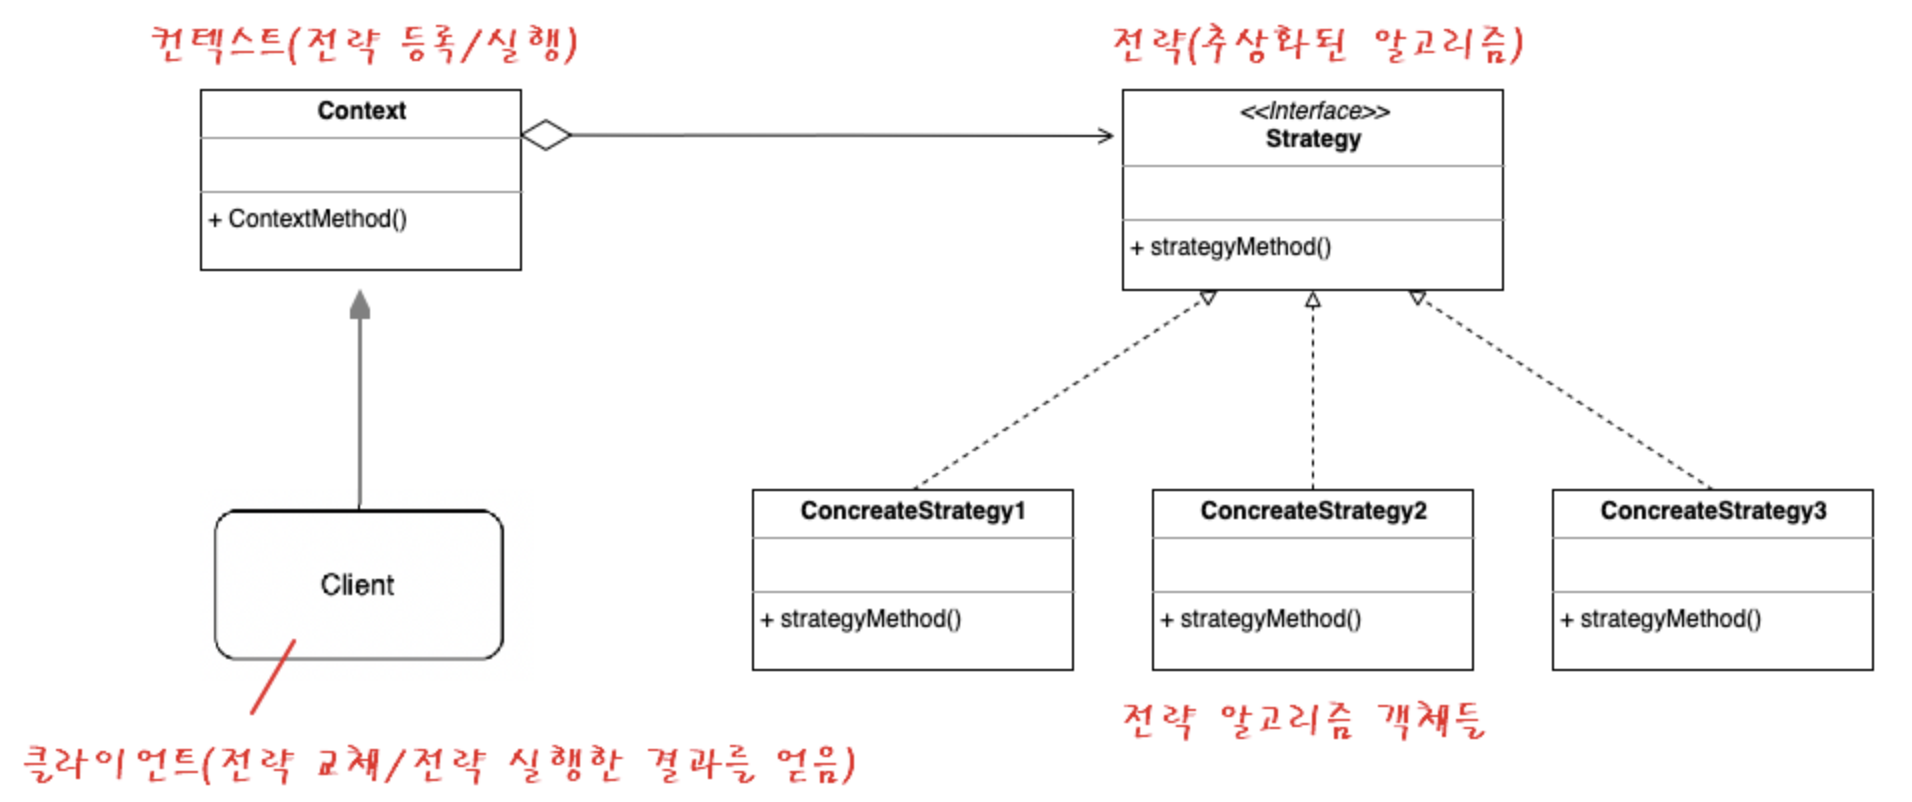 컨텍스트(전략 등록/실행)
전략(추상화된 알고리즘)
Context
+ ContextMethod()
<<Interface>>
Strategy
+ strategyMethod()
Client
ConcreateStrategy1
+ strategyMethod()
ConcreateStrategy2
+ strategyMethod()
ConcreateStrategy3
+ strategyMethod()
전략 알고리즘 객체들
클라이언트(전략 교체/전략 실행한 결과를 얻음)